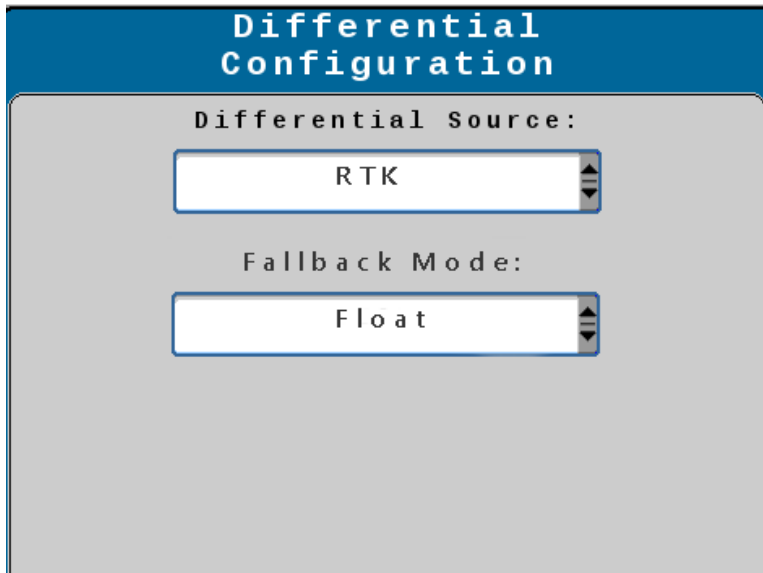 Differential
Configuration
Differential Source:
RTK
Fallback Mode:
Float